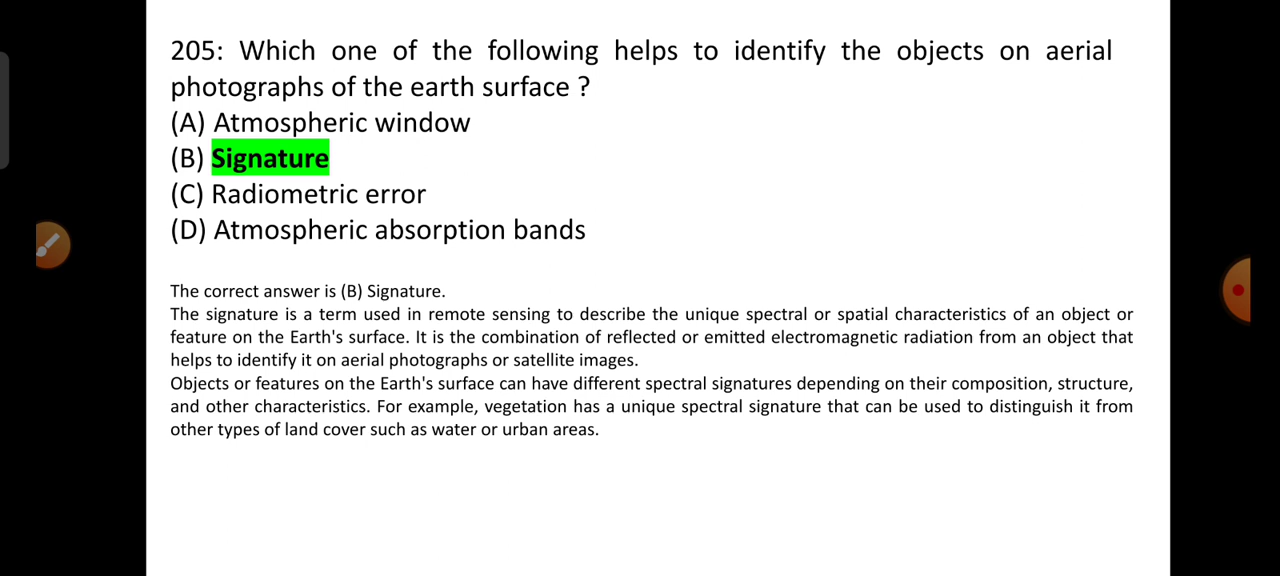 205: Which one of the following helps to identify the objects on aerial
photographs of the earth surface ?
(A) Atmospheric window
(B) Signature
(C) Radiometric error
(D) Atmospheric absorption bands
The correct answer is (B) Signature.
The signature is a term used in remote sensing to describe the unique spectral or spatial characteristics of an object or
feature on the Earth's surface. It is the combination of reflected or emitted electromagnetic radiation from an object that
helps to identify it on aerial photographs or satellite images.
Objects or features on the Earth's surface can have different spectral signatures depending on their composition, structure,
and other characteristics. For example, vegetation has a unique spectral signature that can be used to distinguish it from
other types of land cover such as water or urban areas.